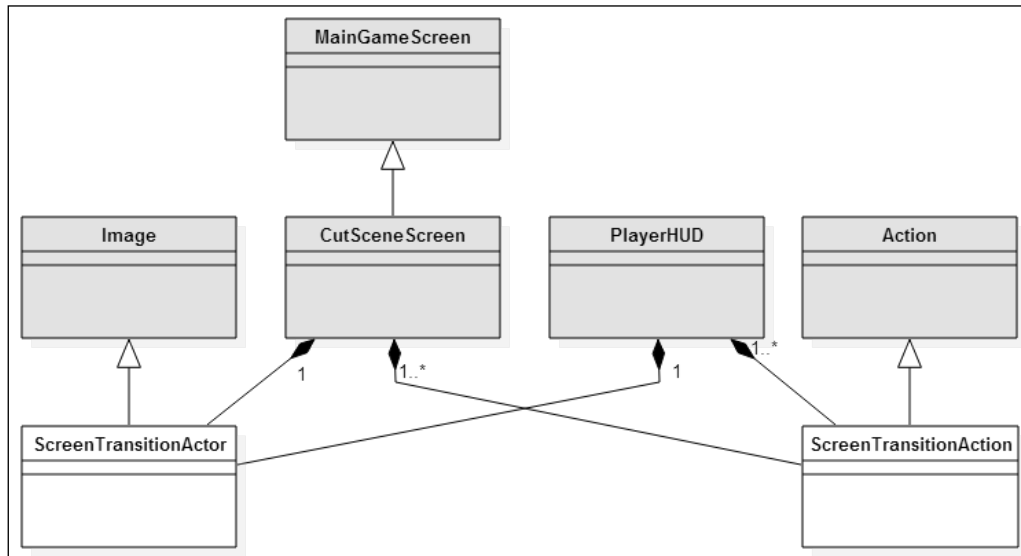 MainGameScreen
Image
CutSceneScreen
PlayerHUD
Action
1
1..*
1
1..*
ScreenTransitionActor
ScreenTransitionAction